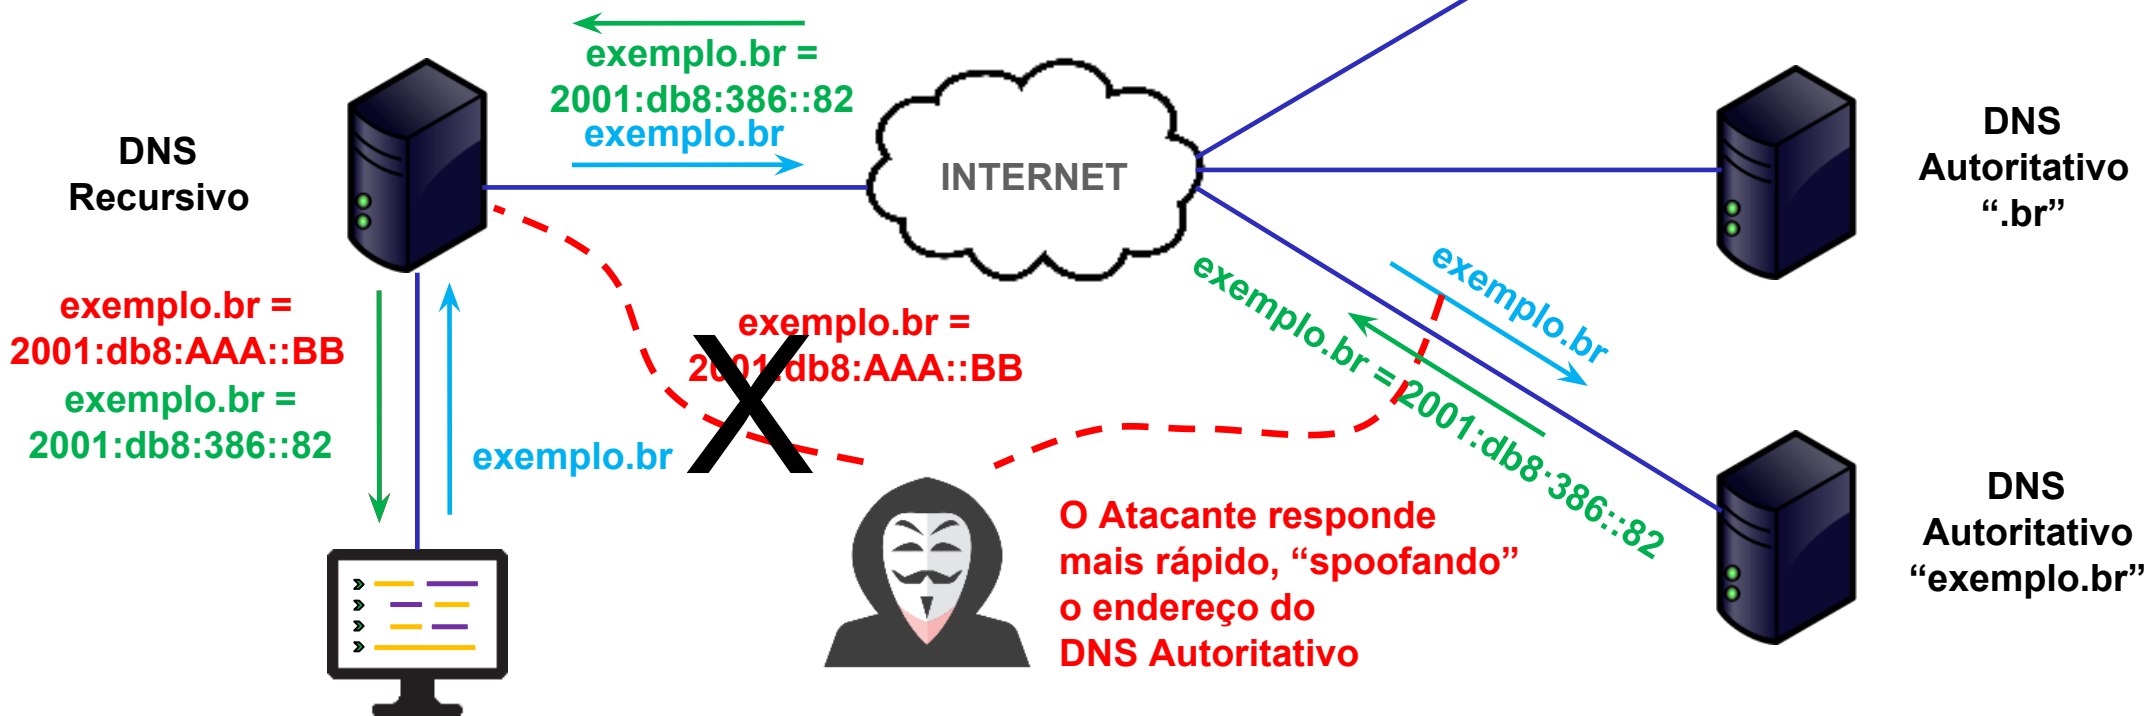 exemplo.br =
2001:db8:386::82
exemplo.br
DNS
Recursivo
INTERNET
DNS
Autoritativo
“.br”
exemplo.br =
2001:db8:AAA::BB
exemplo.br =
2001:db8:386::82
exemplo.br
exemplo.br =
2001:db8:AAA::BB
X
exemplo.br
exemplo.br = 2001:db8:386::82
O Atacante responde
mais rápido, “spoofando”
o endereço do
DNS Autoritativo
DNS
Autoritativo
“exemplo.br”